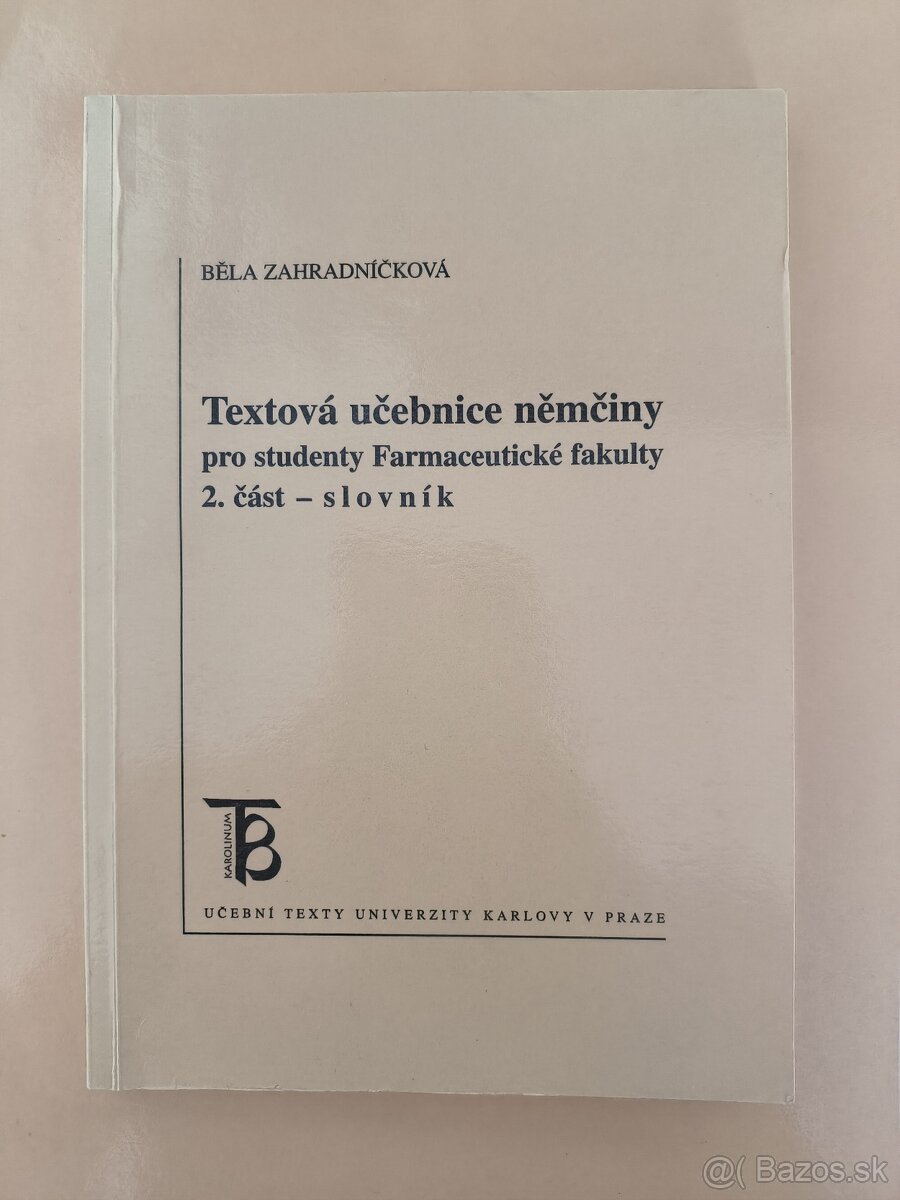 BĚLA ZAHRADNÍČKOVÁ
Textová učebnice němčiny
pro studenty Farmaceutické fakulty
2. část – slovník
KAROLINUM
UČEBNÍ TEXTY UNIVERZITY KARLOVY V PRAZE
@( Bazos.sk